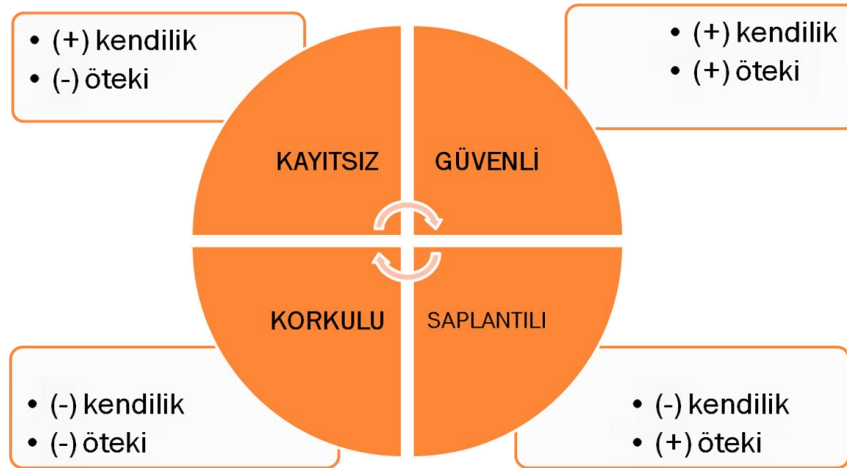 • (+) kendilik
• (-) öteki
• (+) kendilik
• (+) öteki
KAYITSIZ
GÜVENLİ
KORKULU
SAPLANTILI
• (-) kendilik
• (-) öteki
• (-) kendilik
• (+) öteki